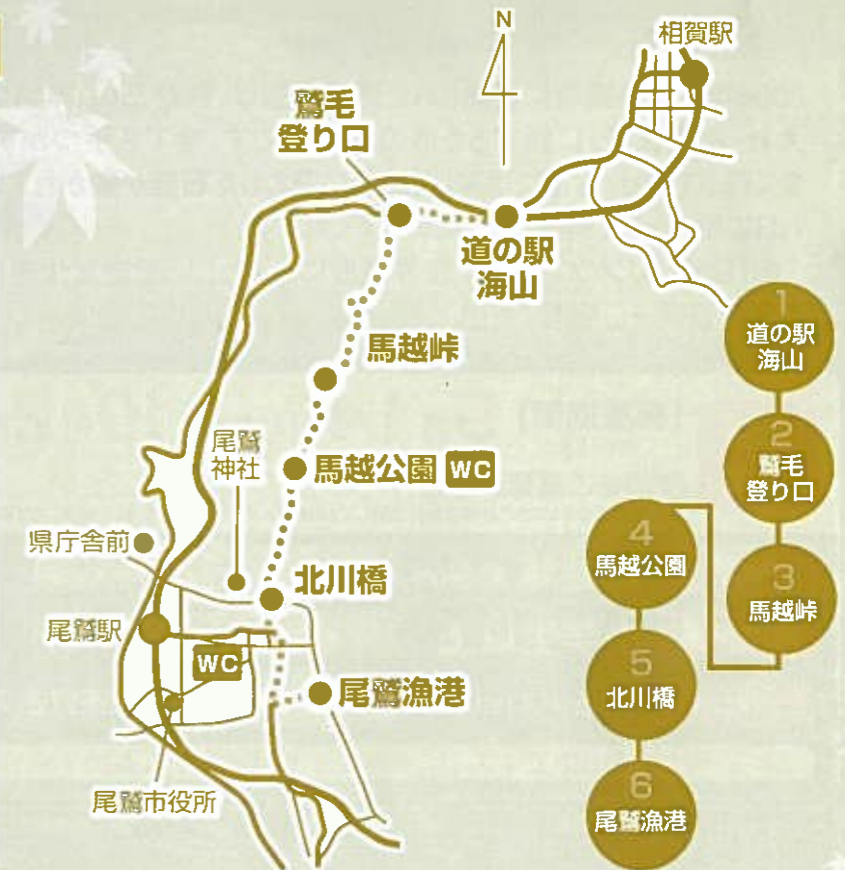 N
相賀駅
鷲毛
登り口
道の駅
海山
馬越峠
尾鷲
神社
馬越公園 WC
県庁舎前
北川橋
尾鷲駅
WC
尾鷲漁港
尾鷲市役所
1
道の駅
海山
2
鷲毛
登り口
3
馬越峠
4
馬越公園
5
北川橋
6
尾鷲漁港